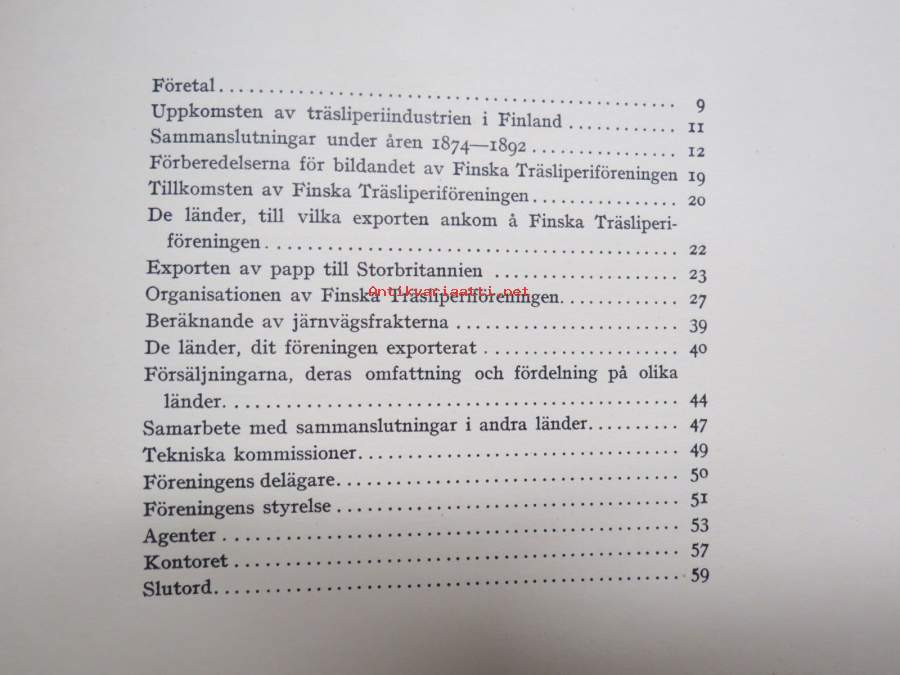 Företal........................................ 9
Uppkomsten av träsliperiindustrien i Finland ............ 11
Sammanslutningar under åren 1874—1892 ................ 12
Förberedelserna för bildandet av Finska Träsliperiföreningen 19
Tillkomsten av Finska Träsliperiföreningen................ 20
De länder, till vilka exporten ankom å Finska Träsliperi-
föreningen ........................................ 22
Exporten av papp till Storbritannien .................... 23
Antikvariaatti.net
Organisationen av Finska Träsliperiföreningen............. 27
Beräknande av järnvägsfrakterna ........................ 39
De länder, dit föreningen exporterat ..................... 40
Försäljningarna, deras omfattning och fördelning på olika
länder............................................. 44
Samarbete med sammanslutningar i andra länder.......... 47
Tekniska kommissioner.................................. 49
Föreningens delägare.................................... 50
Föreningens styrelse .................................... 51
Agenter ............................................... 53
Kontoret .............................................. 57
Slutord................................................ 59